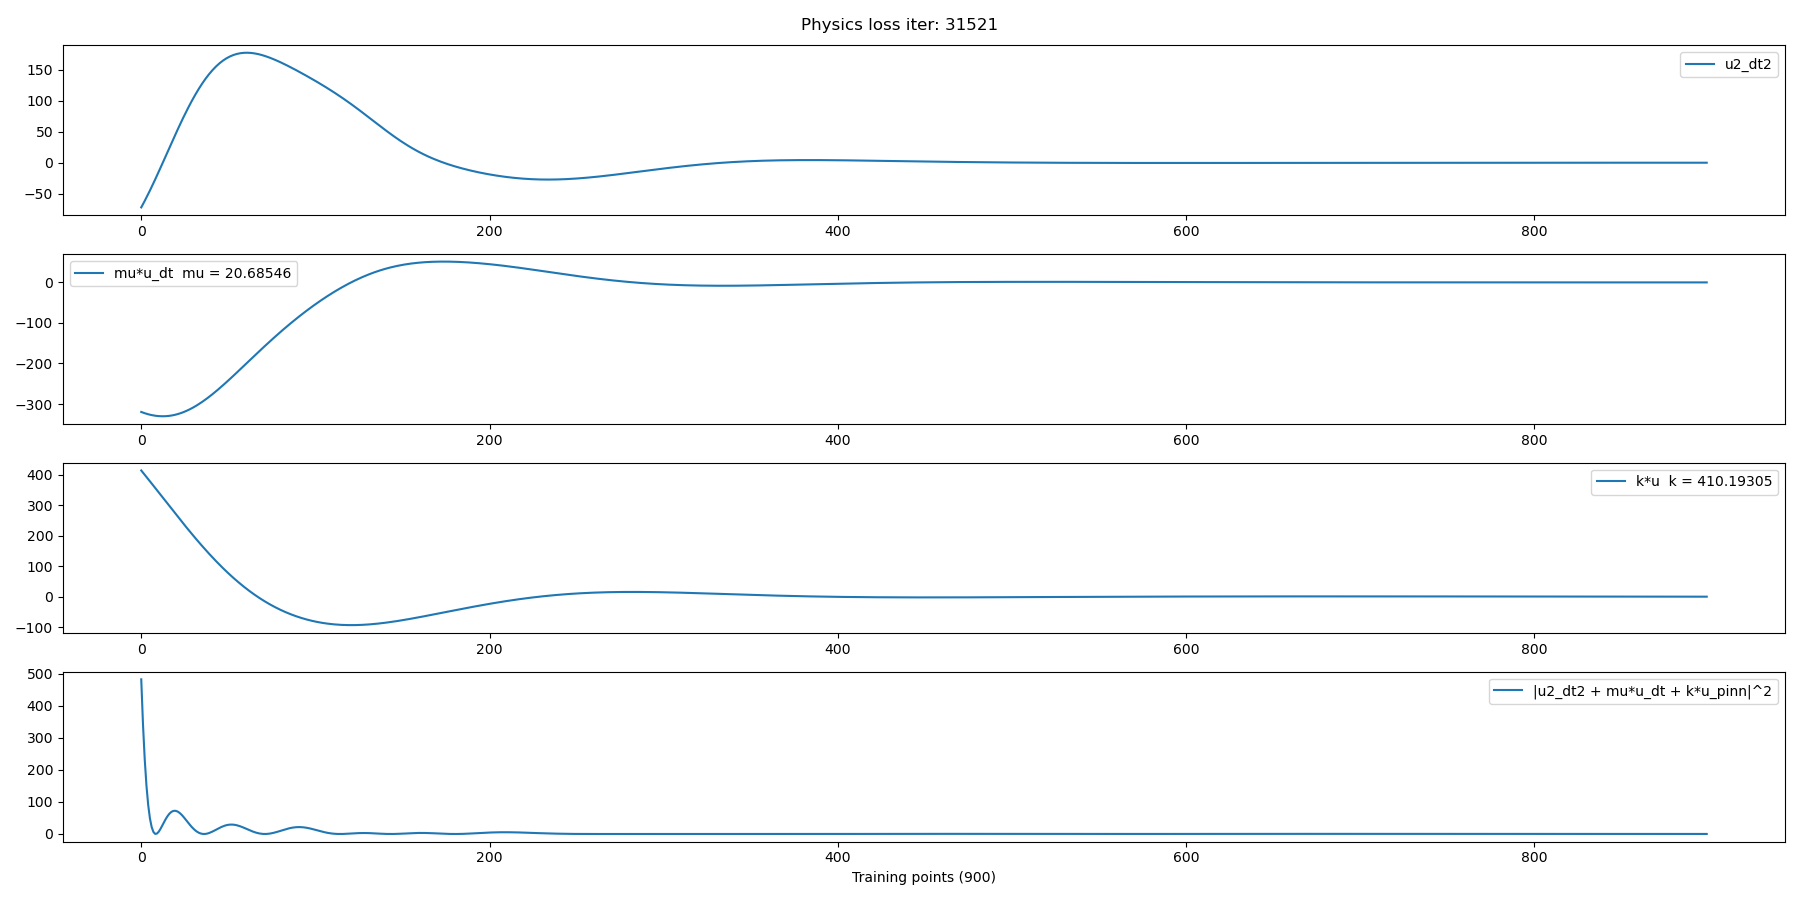 Physics loss iter: 31521
150
100
50
0
−50
u2_dt2
0 200 400 600 800
0
−100
−200
−300
mu*u_dt  mu = 20.68546
0 200 400 600 800
400
300
200
100
0
−100
k*u  k = 410.19305
0 200 400 600 800
500
400
300
200
100
0
|u2_dt2 + mu*u_dt + k*u_pinn|^2
0 200 400 600 800
Training points (900)